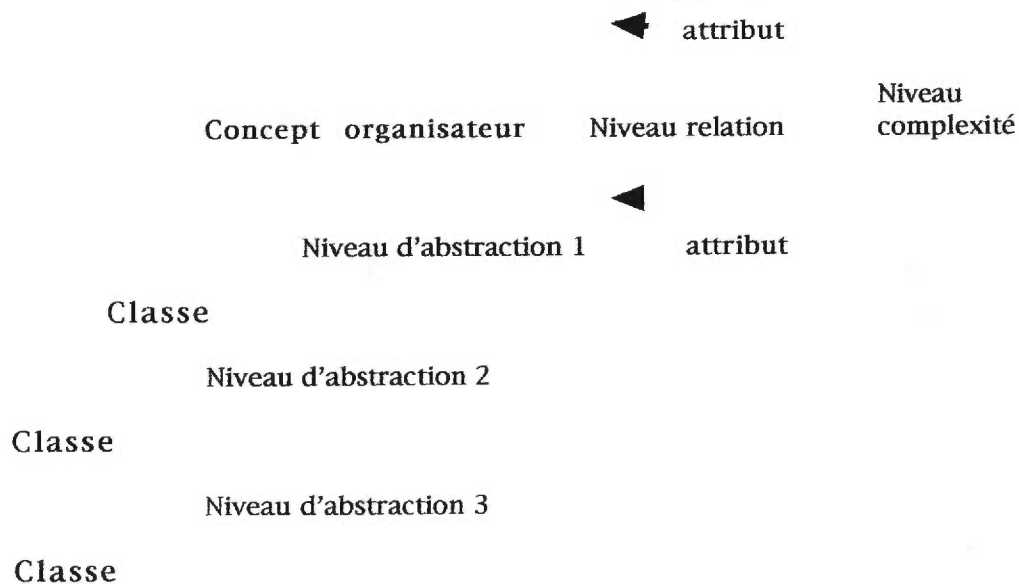 attribut
Niveau
Concept organisateur Niveau relation complexité
Niveau d'abstraction 1 attribut
Classe
Niveau d'abstraction 2
Classe
Niveau d'abstraction 3
Classe